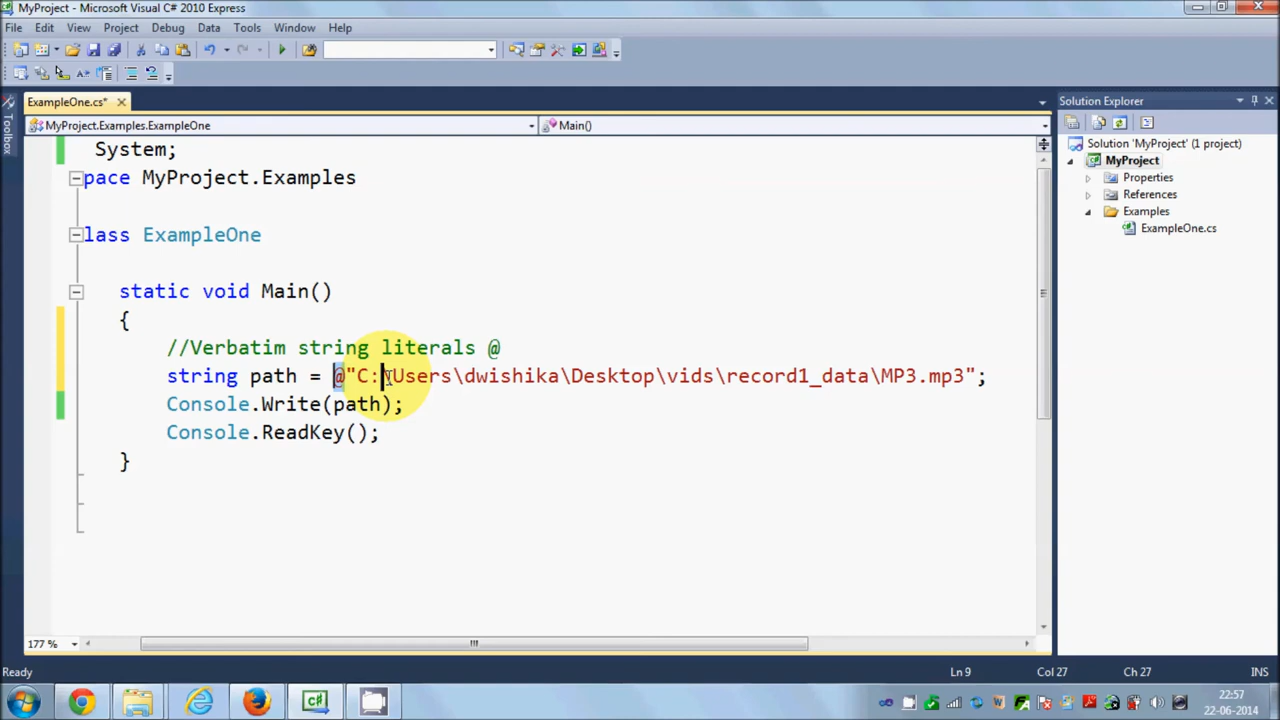 MyProject - Microsoft Visual C# 2010 Express
File Edit View Project Debug Data Tools Window Help
ExampleOne.cs*
Solution Explorer
Toolbox
MyProject.Examples.ExampleOne
Main()
System;
pace MyProject.Examples
lass ExampleOne
static void Main()
{
//Verbatim string literals @
string path = @"C:\Users\dwishika\Desktop\vids\record1_data\MP3.mp3";
Console.Write(path);
Console.ReadKey();
}
Solution 'MyProject' (1 project)
MyProject
Properties
References
Examples
ExampleOne.cs
177 %
Ready
Ln 9 Col 27 Ch 27 INS
22:57
22-06-2014